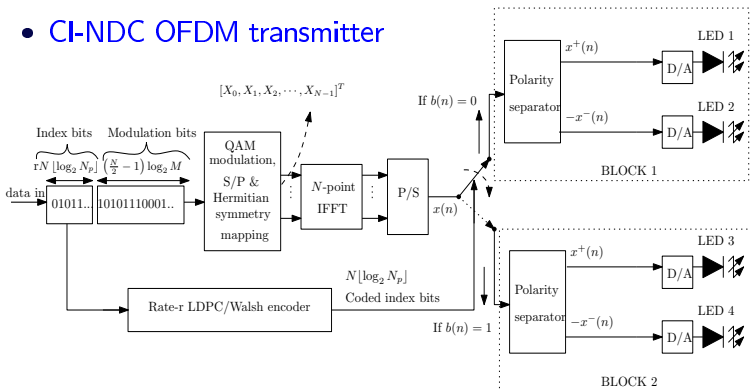 • CI-NDC OFDM transmitter
[X₀, X₁, X₂, ⋯, X_{N−1}]^T
Index bits
Modulation bits
rN⌊log₂ Nₚ⌋
(N/2 − 1) log₂ M
data in
01011...
10101110001..
QAM
modulation,
S/P &
Hermitian
symmetry
mapping
N-point
IFFT
P/S
x(n)
If b(n) = 0
Polarity
separator
x⁺(n)
−x⁻(n)
D/A
D/A
LED 1
LED 2
BLOCK 1
Rate-r LDPC/Walsh encoder
N⌊log₂ Nₚ⌋
Coded index bits
If b(n) = 1
Polarity
separator
x⁺(n)
−x⁻(n)
D/A
D/A
LED 3
LED 4
BLOCK 2